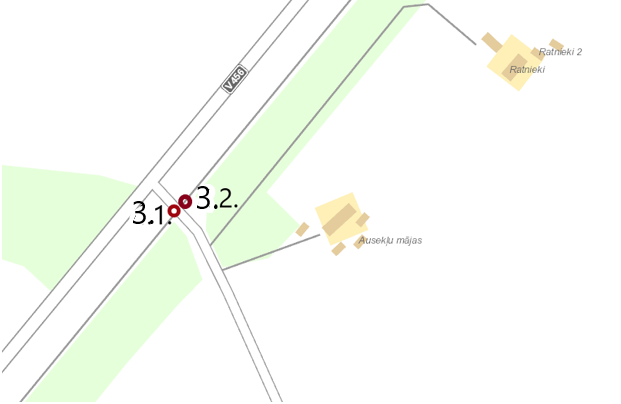 V456
Ratnieki 2
Ratnieki
3.2.
3.1.
Ausekļu mājas